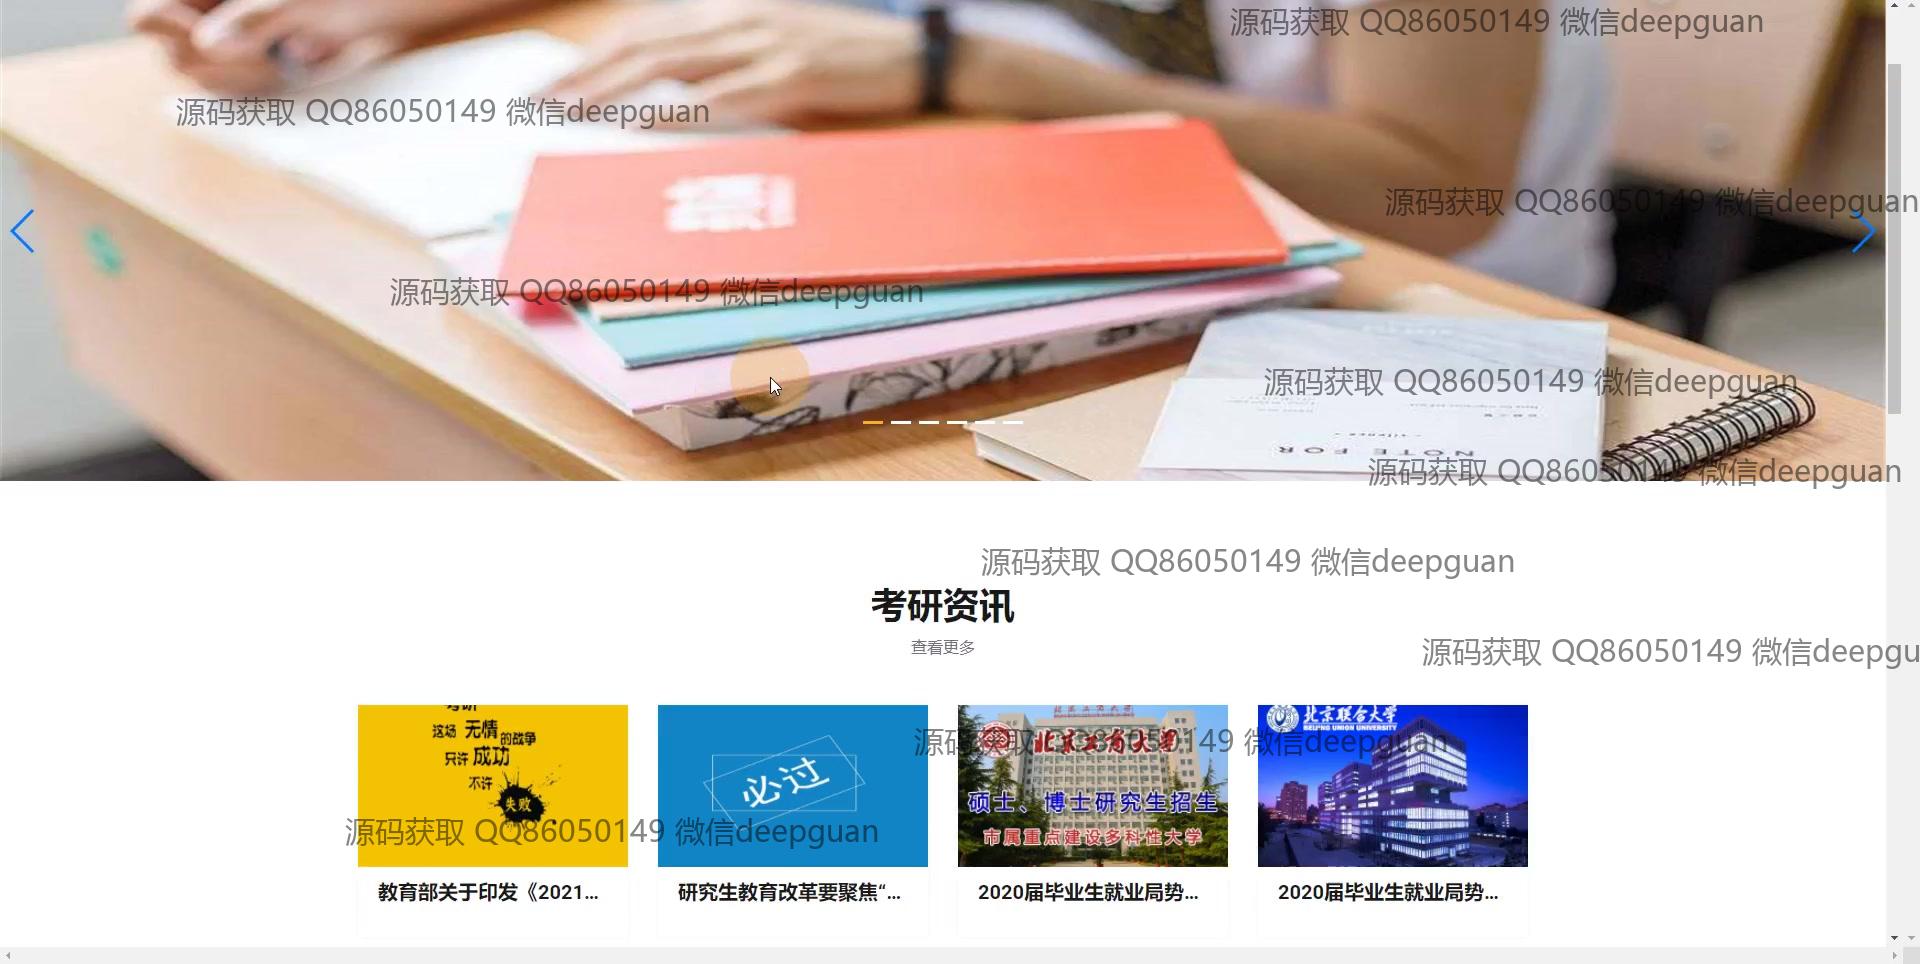 源码获取 QQ86050149 微信deepguan
源码获取 QQ86050149 微信deepguan
源码获取 QQ86050149 微信deepguan
源码获取 QQ86050149 微信deepguan
源码获取 QQ86050149 微信deepguan
NOTE FOR
源码获取 QQ86050149 微信deepguan
源码获取 QQ86050149 微信deepguan
考研资讯
查看更多
源码获取 QQ86050149 微信deepgu
考研
这场 无情的战争
只许 成功
不许
失败
必过
北京工商大学
硕士、博士研究生招生
市属重点建设多科性大学
北京联合大学
BEIJING UNION UNIVERSITY
源码获取 QQ86050149 微信deepguan
源码获取 QQ86050149 微信deepguan
教育部关于印发《2021...
研究生教育改革要聚焦“...
2020届毕业生就业局势...
2020届毕业生就业局势...